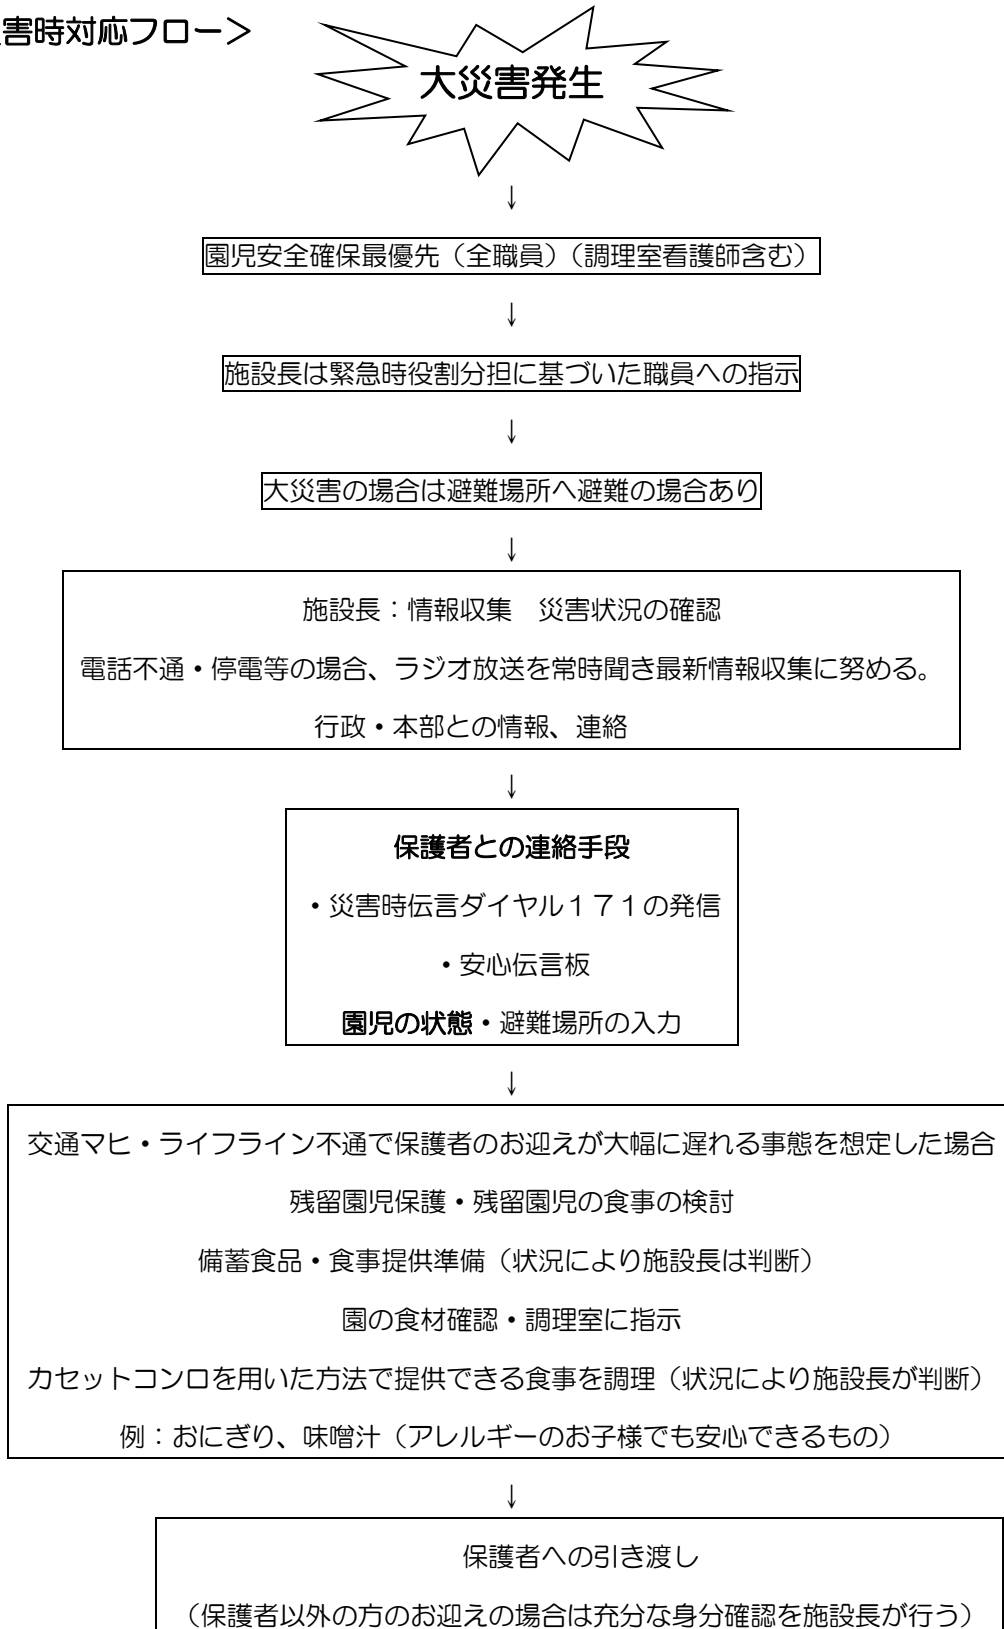 害時対応フロー＞
大災害発生
↓
園児安全確保最優先（全職員）（調理室看護師含む）
↓
施設長は緊急時役割分担に基づいた職員への指示
↓
大災害の場合は避難場所へ避難の場合あり
↓
施設長：情報収集　災害状況の確認
電話不通・停電等の場合、ラジオ放送を常時聞き最新情報収集に努める。
行政・本部との情報、連絡
↓
保護者との連絡手段
・災害時伝言ダイヤル１７１の発信
・安心伝言板
園児の状態・避難場所の入力
↓
交通マヒ・ライフライン不通で保護者のお迎えが大幅に遅れる事態を想定した場合
残留園児保護・残留園児の食事の検討
備蓄食品・食事提供準備（状況により施設長は判断）
園の食材確認・調理室に指示
カセットコンロを用いた方法で提供できる食事を調理（状況により施設長が判断）
例：おにぎり、味噌汁（アレルギーのお子様でも安心できるもの）
↓
保護者への引き渡し
（保護者以外の方のお迎えの場合は充分な身分確認を施設長が行う）